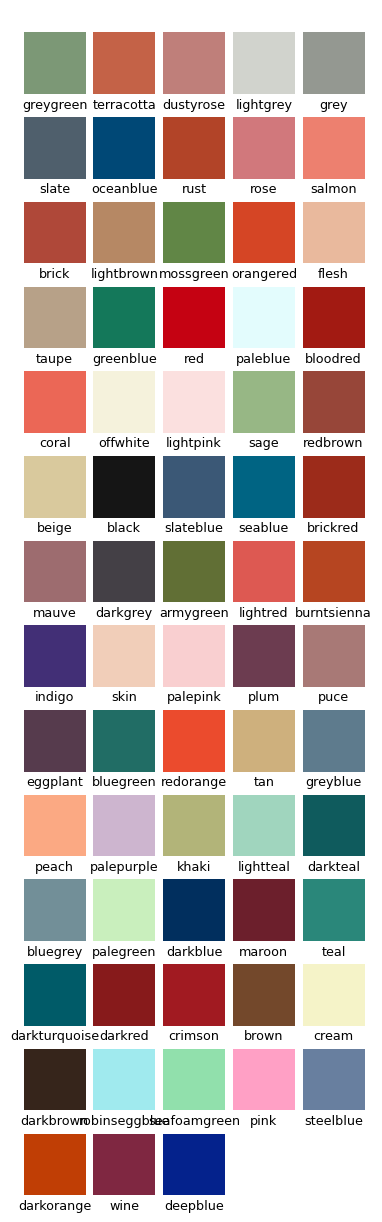 greygreen terracotta dustyrose lightgrey grey
slate oceanblue rust rose salmon
brick lightbrown mossgreen orangered flesh
taupe greenblue red paleblue bloodred
coral offwhite lightpink sage redbrown
beige black slateblue seablue brickred
mauve darkgrey armygreen lightred burntsienna
indigo skin palepink plum puce
eggplant bluegreen redorange tan greyblue
peach palepurple khaki lightteal darkteal
bluegrey palegreen darkblue maroon teal
darkturquoise darkred crimson brown cream
darkbrown robinseggblue seafoamgreen pink steelblue
darkorange wine deepblue